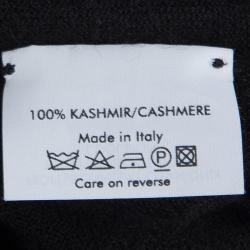 100% KASHMIR/CASHMERE
Made in Italy
P
Care on reverse